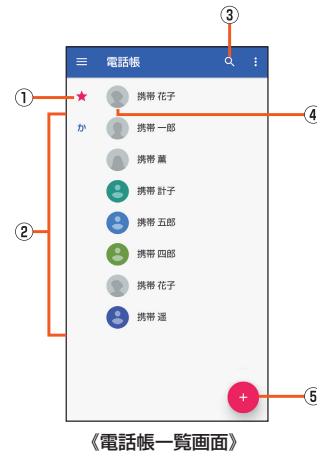 ③
電話帳
①
携帯 花子
④
か
携帯 一郎
携帯 薫
②
携帯 計子
携帯 五郎
携帯 四郎
携帯 花子
携帯 遥
⑤
《電話帳一覧画面》